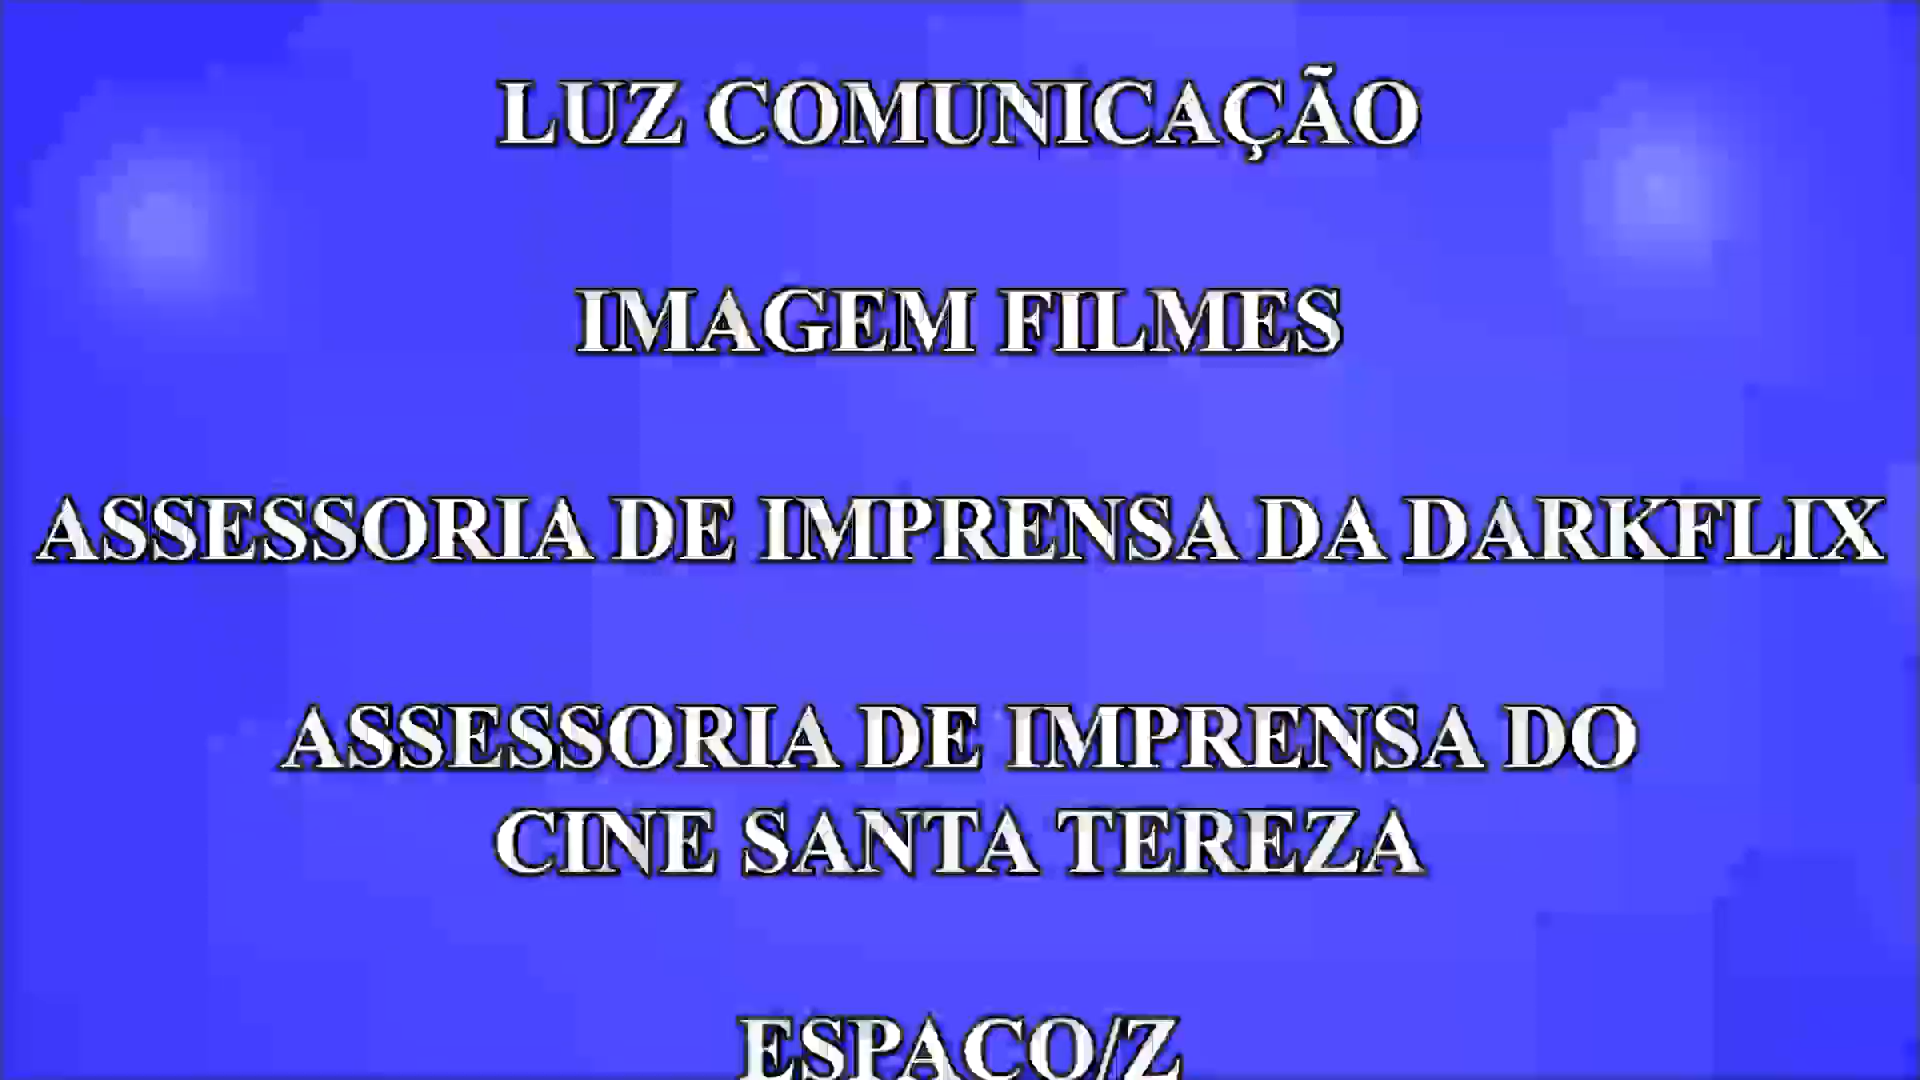 LUZ COMUNICAÇÃO
IMAGEM FILMES
ASSESSORIA DE IMPRENSA DA DARKFLIX
ASSESSORIA DE IMPRENSA DO
CINE SANTA TEREZA
ESPAÇO/Z